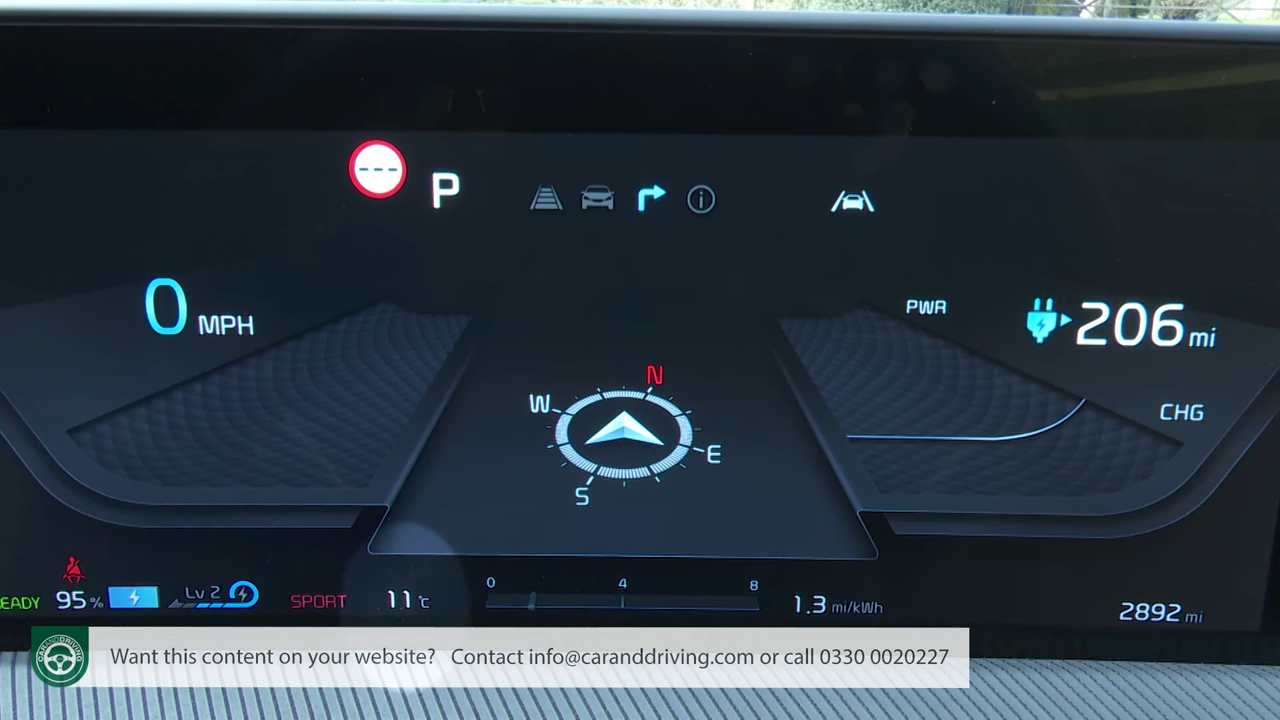 ---
P
i
0 MPH
PWR
206 mi
CHG
N
W
E
S
EADY
95%
Lv 2
SPORT
11°C
0 4 8
1.3 mi/kWh
2892 mi
CARANDDRIVING
Want this content on your website? Contact info@caranddriving.com or call 0330 0020227